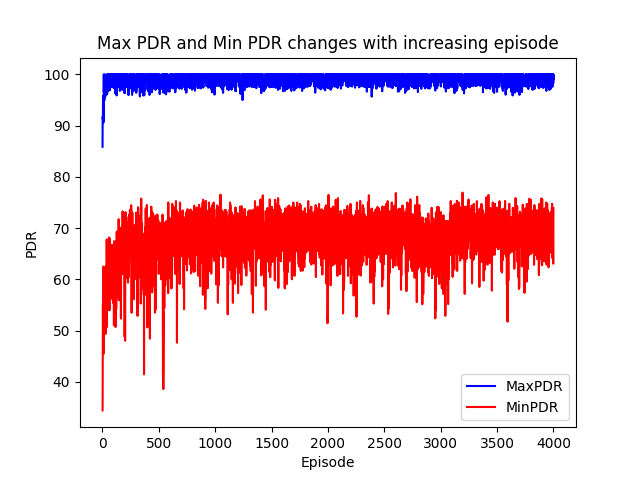 Max PDR and Min PDR changes with increasing episode
100
90
80
70
60
50
40
PDR
0 500 1000 1500 2000 2500 3000 3500 4000
Episode
MaxPDR
MinPDR